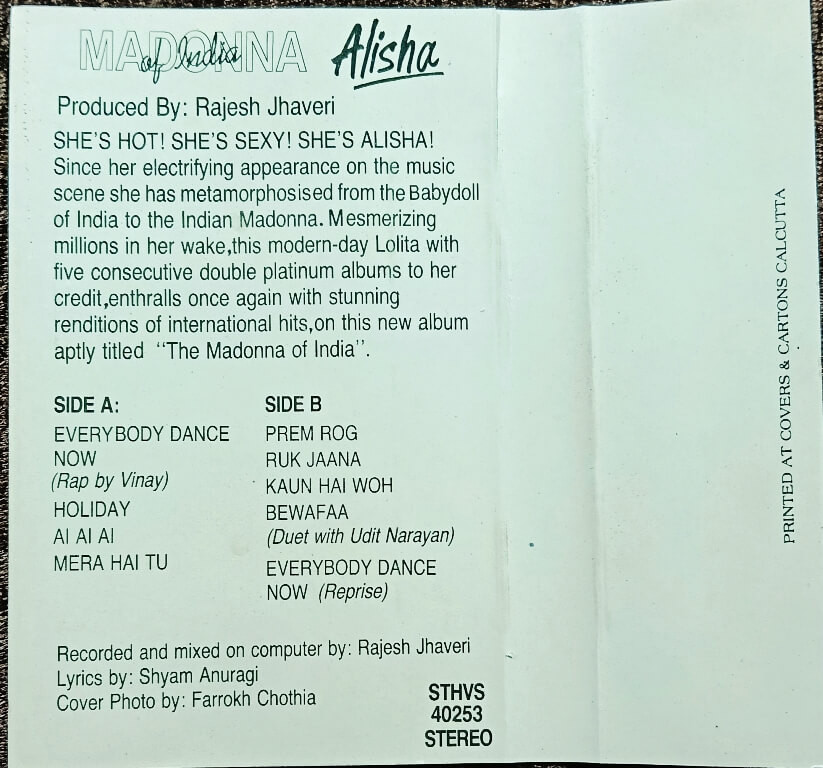 MADONNA
of India
Alisha
Produced By: Rajesh Jhaveri
SHE'S HOT! SHE'S SEXY! SHE'S ALISHA!
Since her electrifying appearance on the music
scene she has metamorphosised from the Babydoll
of India to the Indian Madonna. Mesmerizing
millions in her wake,this modern-day Lolita with
five consecutive double platinum albums to her
credit,enthralls once again with stunning
renditions of international hits,on this new album
aptly titled "The Madonna of India".
SIDE A:
EVERYBODY DANCE
NOW
(Rap by Vinay)
HOLIDAY
AI AI AI
MERA HAI TU
SIDE B
PREM ROG
RUK JAANA
KAUN HAI WOH
BEWAFAA
(Duet with Udit Narayan)
EVERYBODY DANCE
NOW (Reprise)
Recorded and mixed on computer by: Rajesh Jhaveri
Lyrics by: Shyam Anuragi
Cover Photo by: Farrokh Chothia
STHVS
40253
STEREO
PRINTED AT COVERS & CARTONS CALCUTTA